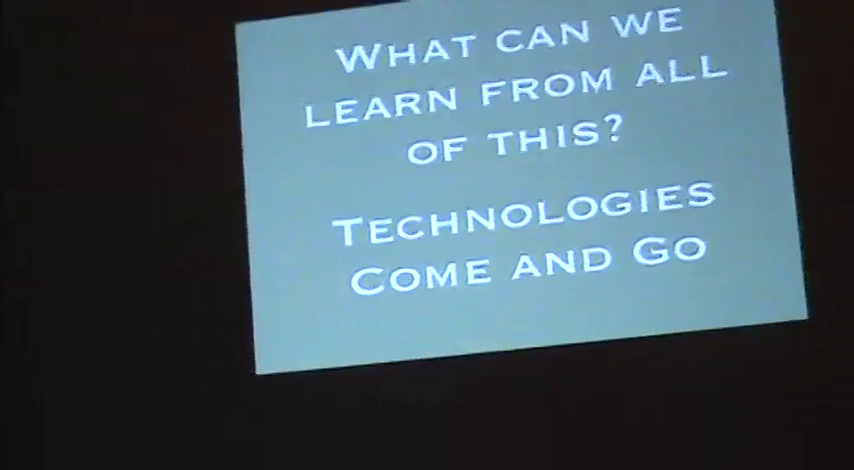 What can we
learn from all
of this?
Technologies
Come and Go